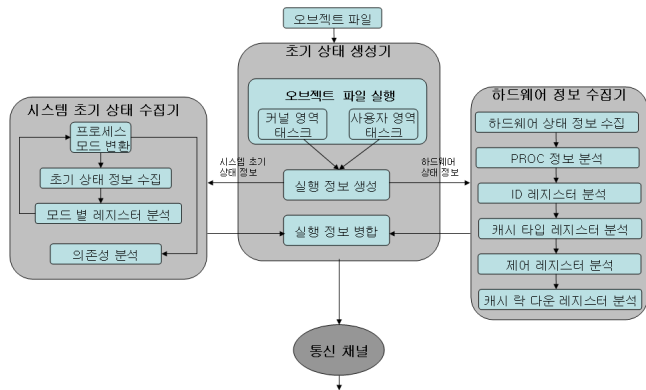 오브젝트 파일
초기 상태 생성기
오브젝트 파일 실행
커널 영역
태스크
사용자 영역
태스크
실행 정보 생성
실행 정보 병합
시스템 초기 상태 수집기
프로세스
모드 변환
초기 상태 정보 수집
모드 별 레지스터 분석
의존성 분석
시스템 초기
상태 정보
하드웨어
상태 정보
하드웨어 정보 수집기
하드웨어 상태 정보 수집
PROC 정보 분석
ID 레지스터 분석
캐시 타입 레지스터 분석
제어 레지스터 분석
캐시 락 다운 레지스터 분석
통신 채널